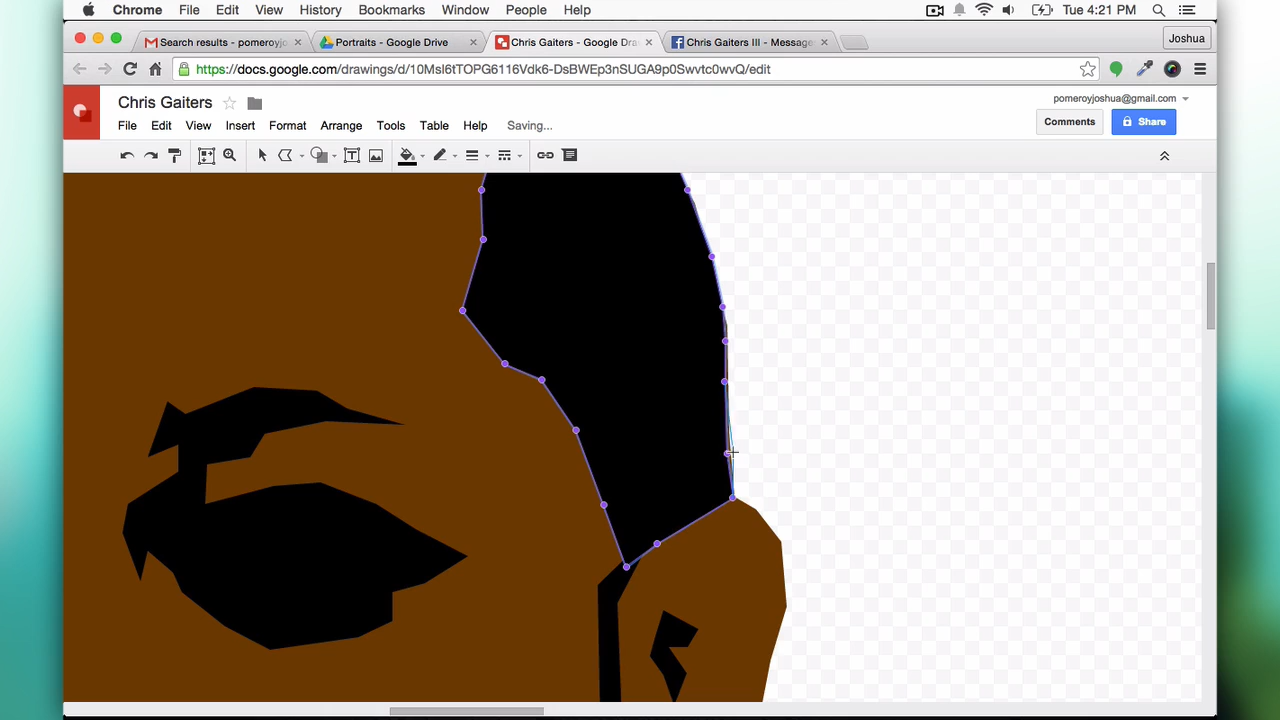 Chrome File Edit View History Bookmarks Window People Help Tue 4:21 PM
Search results - pomeroyjo Portraits - Google Drive Chris Gaiters - Google Dra Chris Gaiters III - Message Joshua
https://docs.google.com/drawings/d/10MsI6tTOPG6116Vdk6-DsBWEp3nSUGA9p0Swvtc0wvQ/edit
Chris Gaiters pomeroyjoshua@gmail.com
File Edit View Insert Format Arrange Tools Table Help Saving... Comments Share